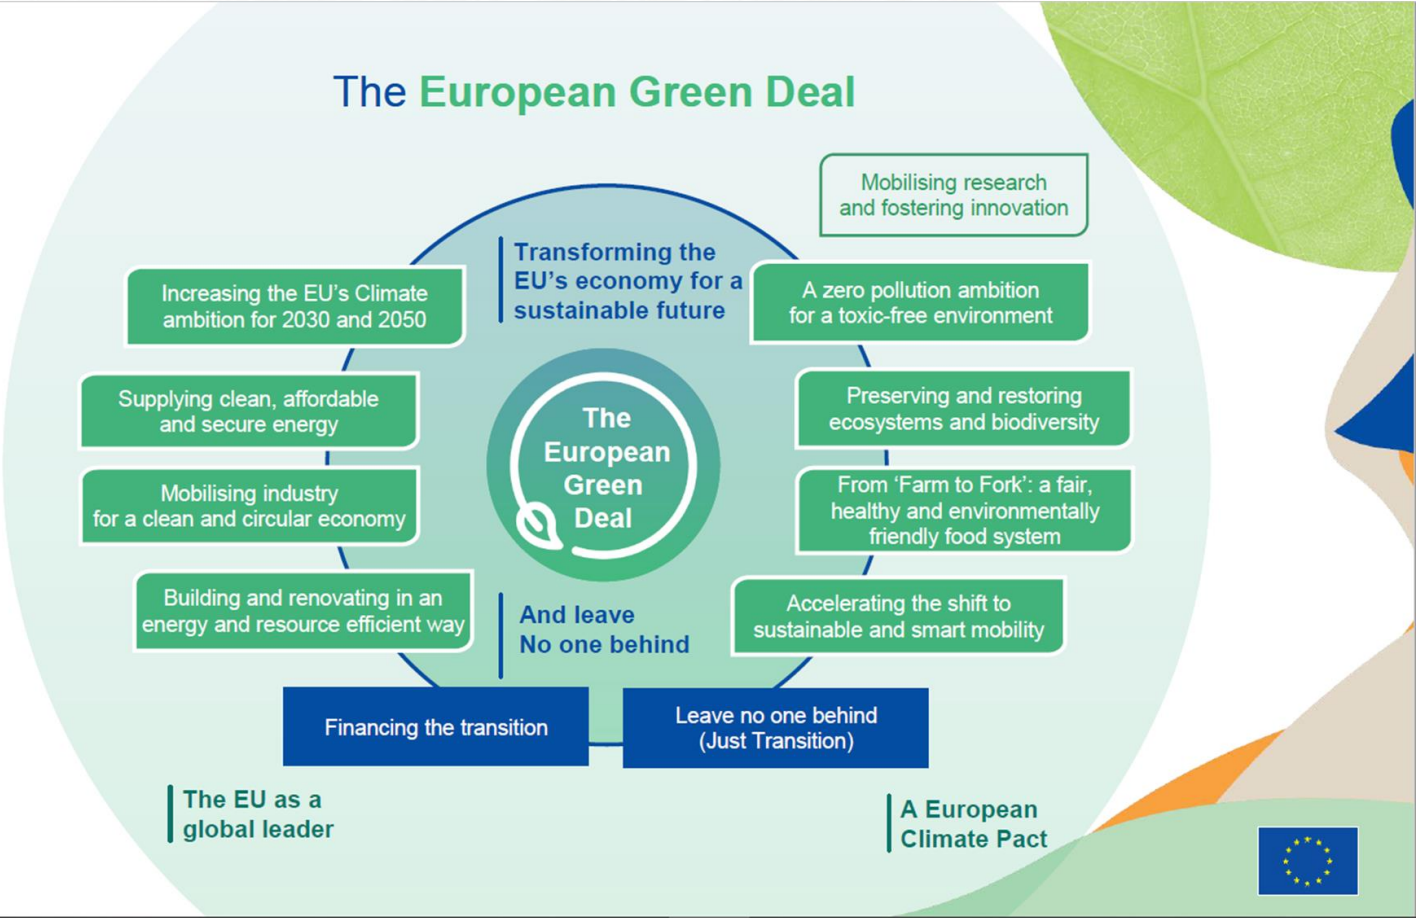 The European Green Deal
Mobilising research
and fostering innovation
Transforming the
EU’s economy for a
sustainable future
Increasing the EU’s Climate
ambition for 2030 and 2050
A zero pollution ambition
for a toxic-free environment
Supplying clean, affordable
and secure energy
Preserving and restoring
ecosystems and biodiversity
The
European
Green
Deal
Mobilising industry
for a clean and circular economy
From ‘Farm to Fork’: a fair,
healthy and environmentally
friendly food system
Building and renovating in an
energy and resource efficient way
And leave
No one behind
Accelerating the shift to
sustainable and smart mobility
Financing the transition
Leave no one behind
(Just Transition)
The EU as a
global leader
A European
Climate Pact